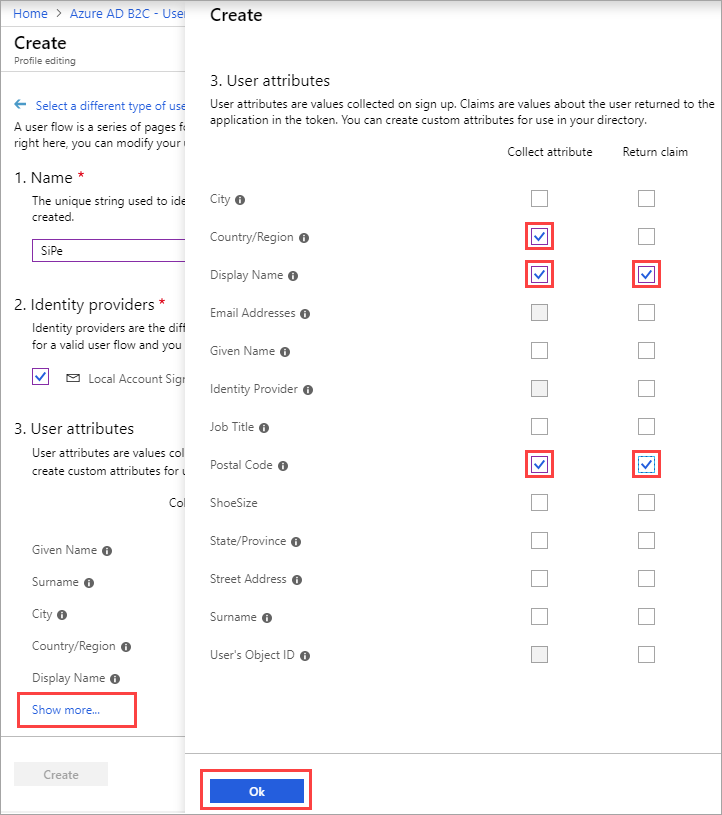 Home > Azure AD B2C - User
Create
Profile editing
Select a different type of use
A user flow is a series of pages fo
right here, you can modify your u
1. Name *
The unique string used to ide
created.
SiPe
2. Identity providers *
Identity providers are the diff
for a valid user flow and you
Local Account Sign
3. User attributes
User attributes are values coll
create custom attributes for u
Col
Given Name
Surname
City
Country/Region
Display Name
Show more...
Create
Create
3. User attributes
User attributes are values collected on sign up. Claims are values about the user returned to the
application in the token. You can create custom attributes for use in your directory.
Collect attribute Return claim
City
Country/Region
Display Name
Email Addresses
Given Name
Identity Provider
Job Title
Postal Code
ShoeSize
State/Province
Street Address
Surname
User's Object ID
Ok